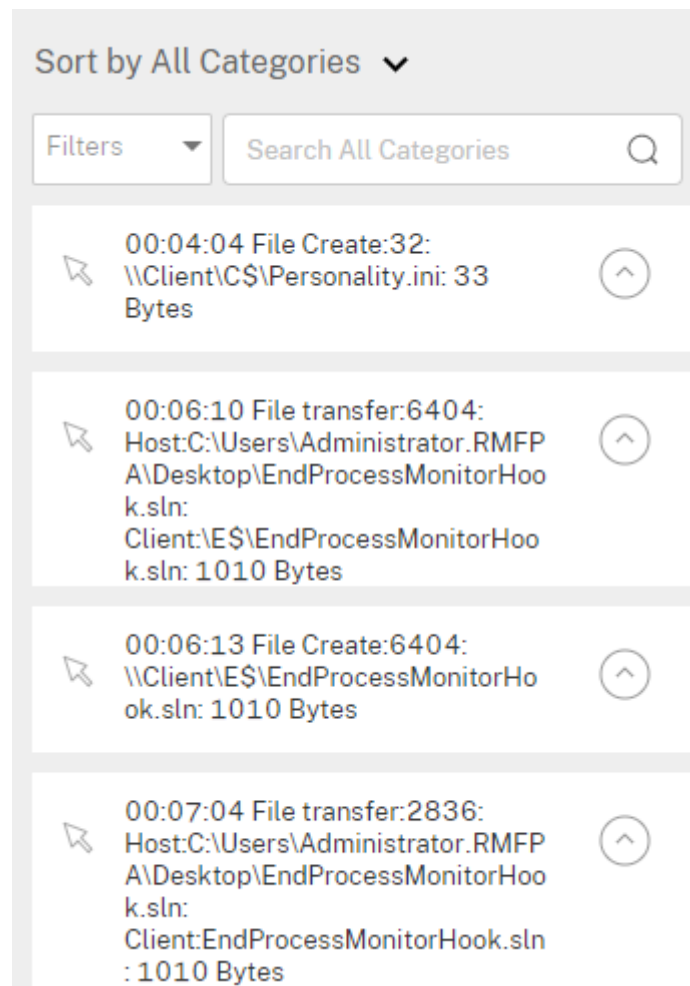 Sort by All Categories
Filters
Search All Categories
00:04:04 File Create:32:
\\Client\C$\Personality.ini: 33
Bytes
00:06:10 File transfer:6404:
Host:C:\Users\Administrator.RMFP
A\Desktop\EndProcessMonitorHoo
k.sln:
Client:\E$\EndProcessMonitorHoo
k.sln: 1010 Bytes
00:06:13 File Create:6404:
\\Client\E$\EndProcessMonitorHo
ok.sln: 1010 Bytes
00:07:04 File transfer:2836:
Host:C:\Users\Administrator.RMFP
A\Desktop\EndProcessMonitorHoo
k.sln:
Client:EndProcessMonitorHook.sln
: 1010 Bytes